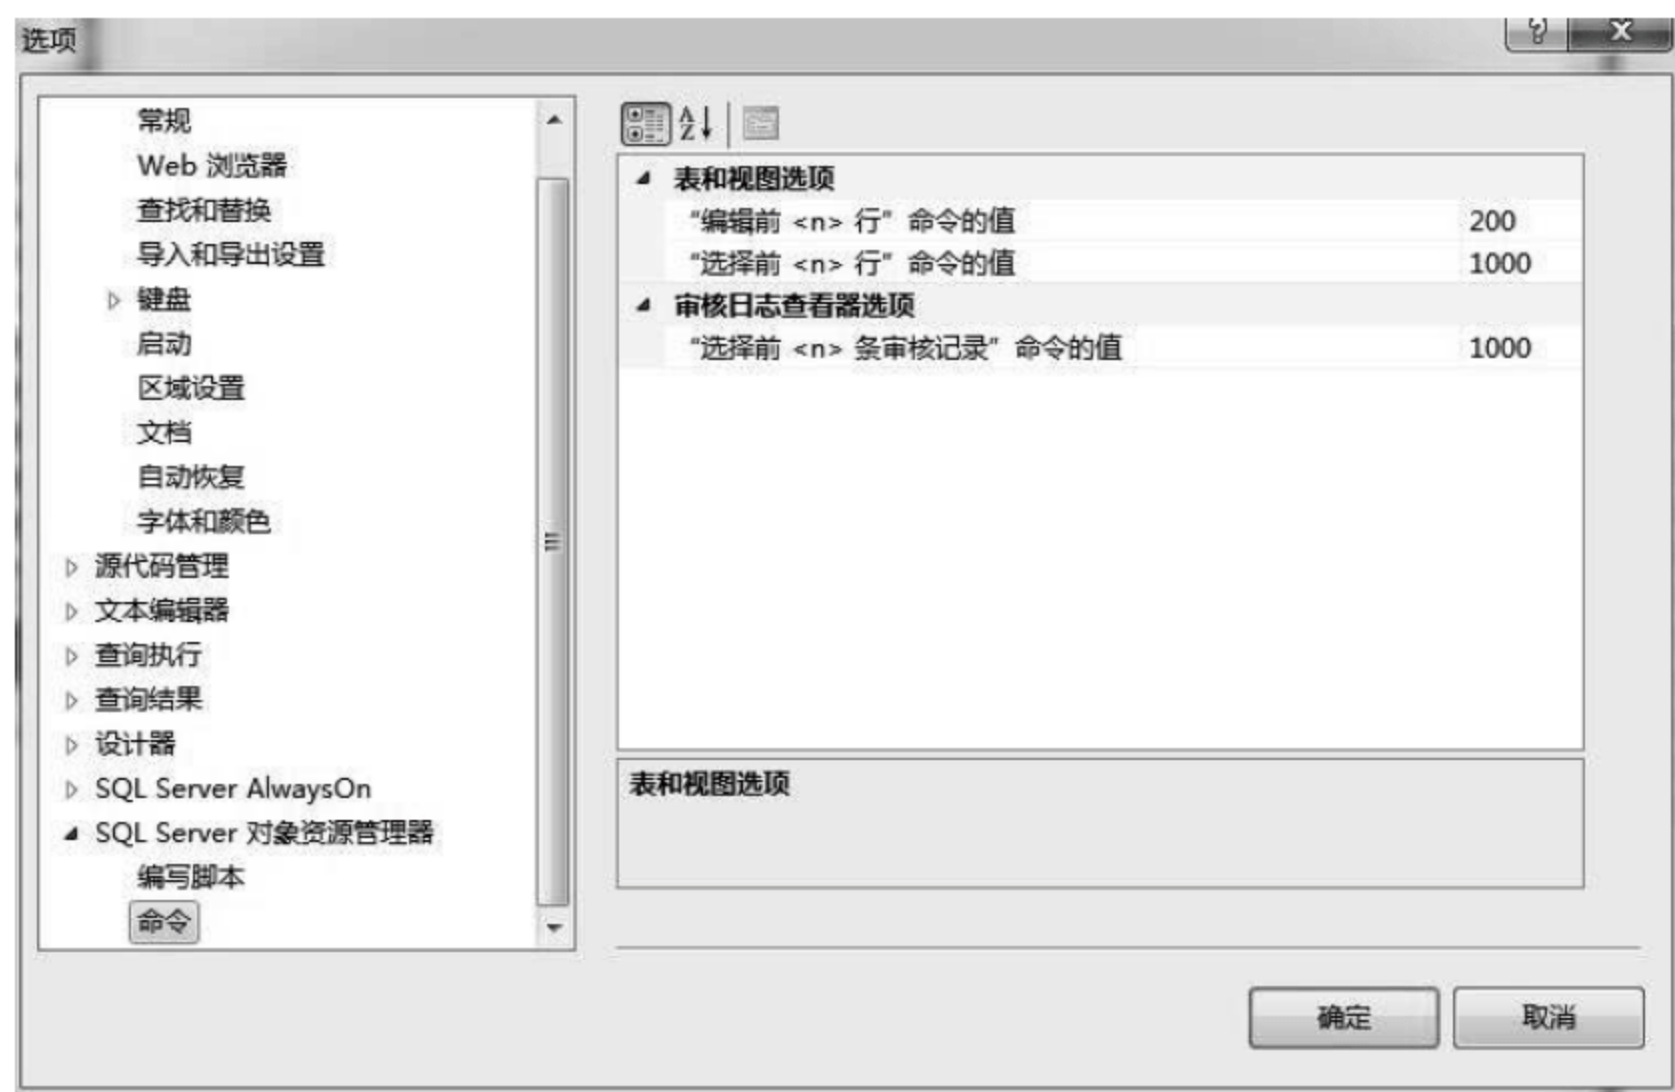 选项
常规
Web 浏览器
查找和替换
导入和导出设置
键盘
启动
区域设置
文档
自动恢复
字体和颜色
源代码管理
文本编辑器
查询执行
查询结果
设计器
SQL Server AlwaysOn
SQL Server 对象资源管理器
编写脚本
命令
表和视图选项
“编辑前 <n> 行” 命令的值 200
“选择前 <n> 行” 命令的值 1000
审核日志查看器选项
“选择前 <n> 条审核记录” 命令的值 1000
表和视图选项
确定 取消